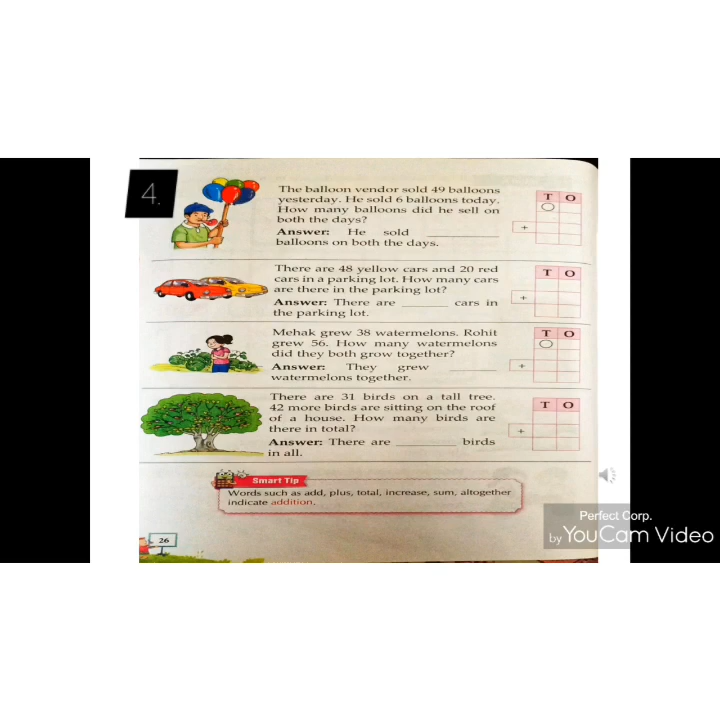 4.
The balloon vendor sold 49 balloons
yesterday. He sold 6 balloons today.
How many balloons did he sell on
both the days?
Answer: He sold ________
balloons on both the days.
T O
+
There are 48 yellow cars and 20 red
cars in a parking lot. How many cars
are there in the parking lot?
Answer: There are ________ cars in
the parking lot.
T O
+
Mehak grew 38 watermelons. Rohit
grew 56. How many watermelons
did they both grow together?
Answer: They grew ________
watermelons together.
T O
+
There are 31 birds on a tall tree.
42 more birds are sitting on the roof
of a house. How many birds are
there in total?
Answer: There are ________ birds
in all.
T O
+
Smart Tip
Words such as add, plus, total, increase, sum, altogether
indicate addition.
26
Perfect Corp.
by YouCam Video